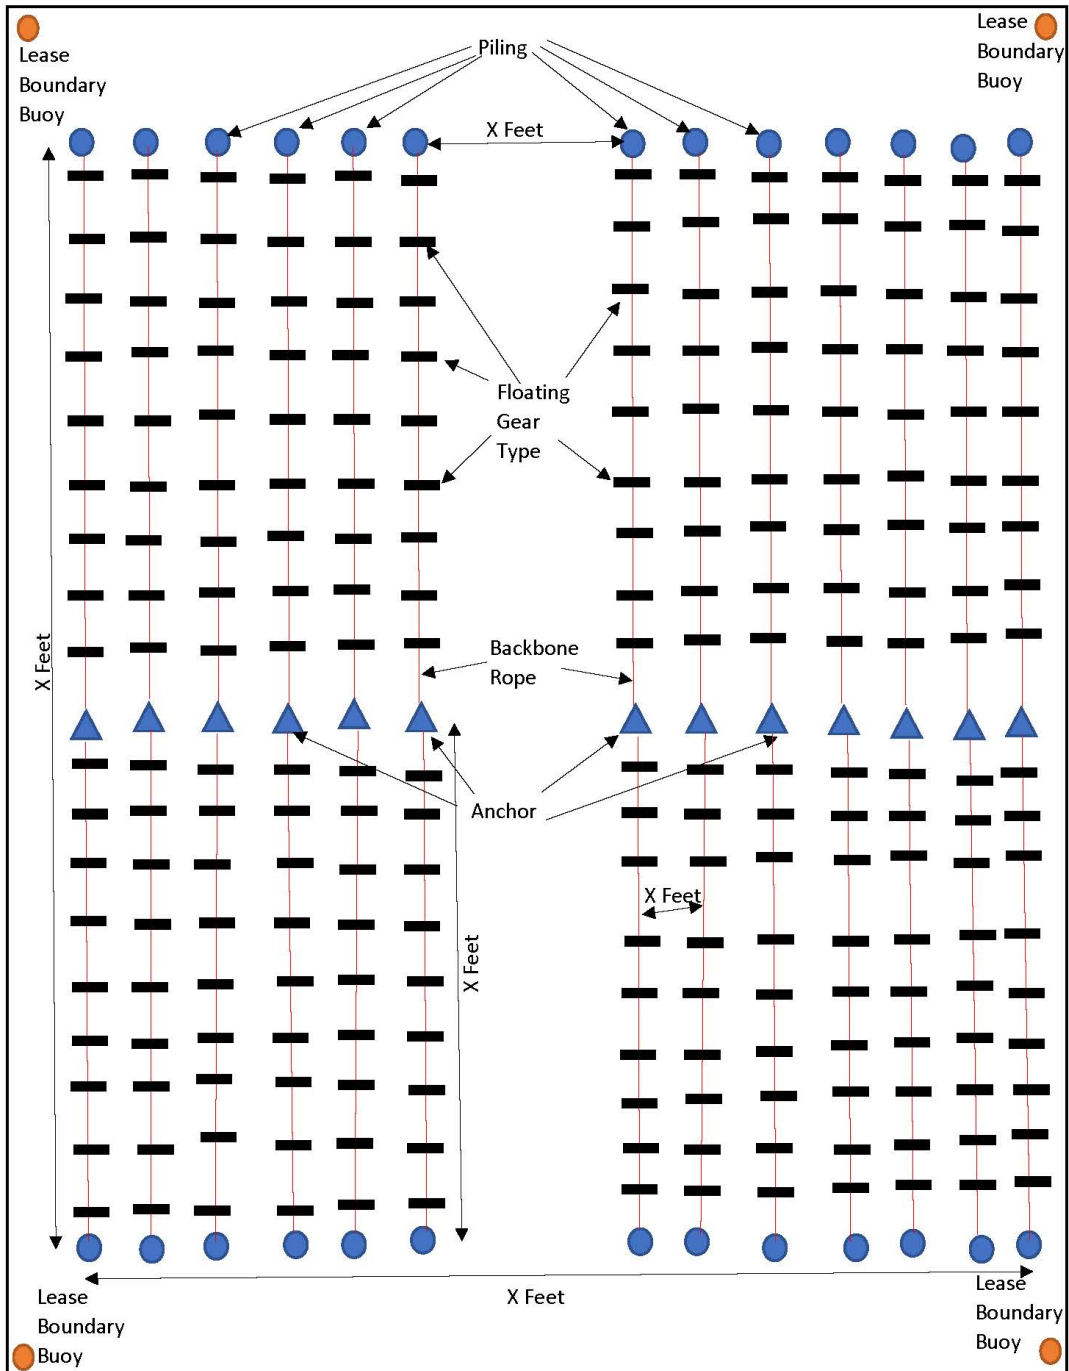 Lease
Boundary
Buoy
Piling
Lease
Boundary
Buoy
X Feet
Floating
Gear
Type
X Feet
Backbone
Rope
Anchor
X Feet
X Feet
X Feet
Lease
Boundary
Buoy
Lease
Boundary
Buoy